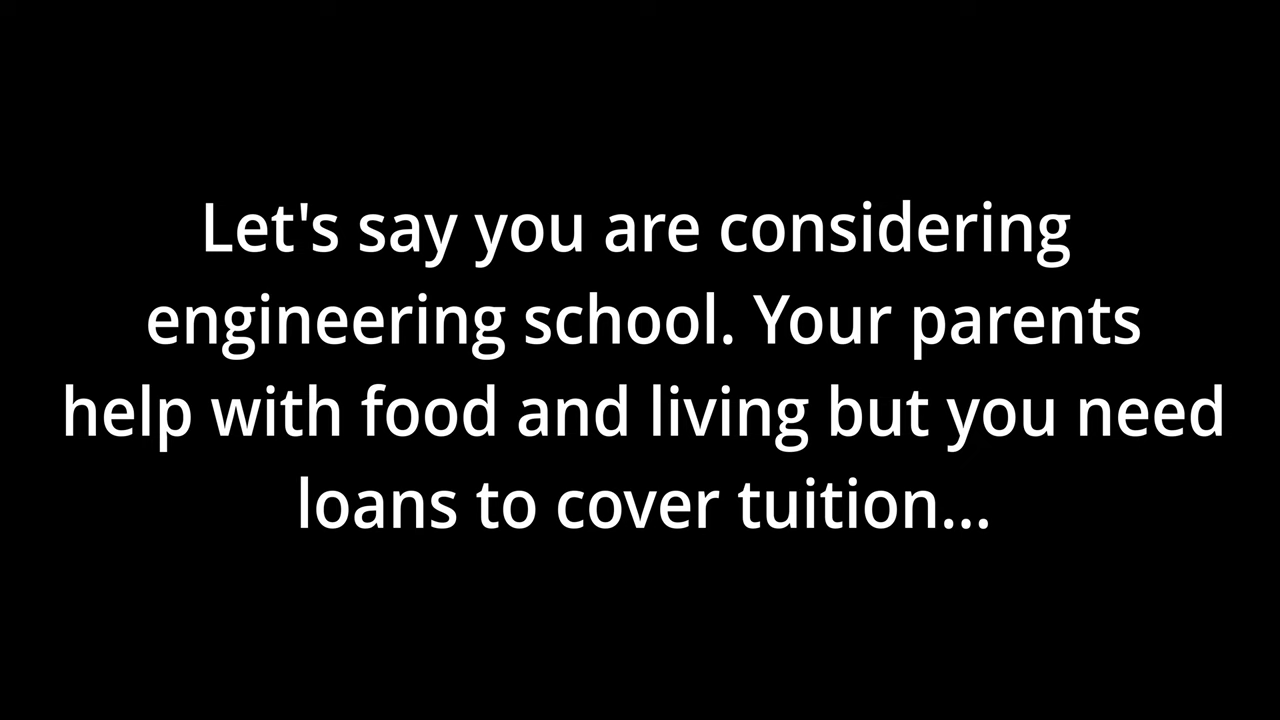 Let's say you are considering
engineering school. Your parents
help with food and living but you need
loans to cover tuition...